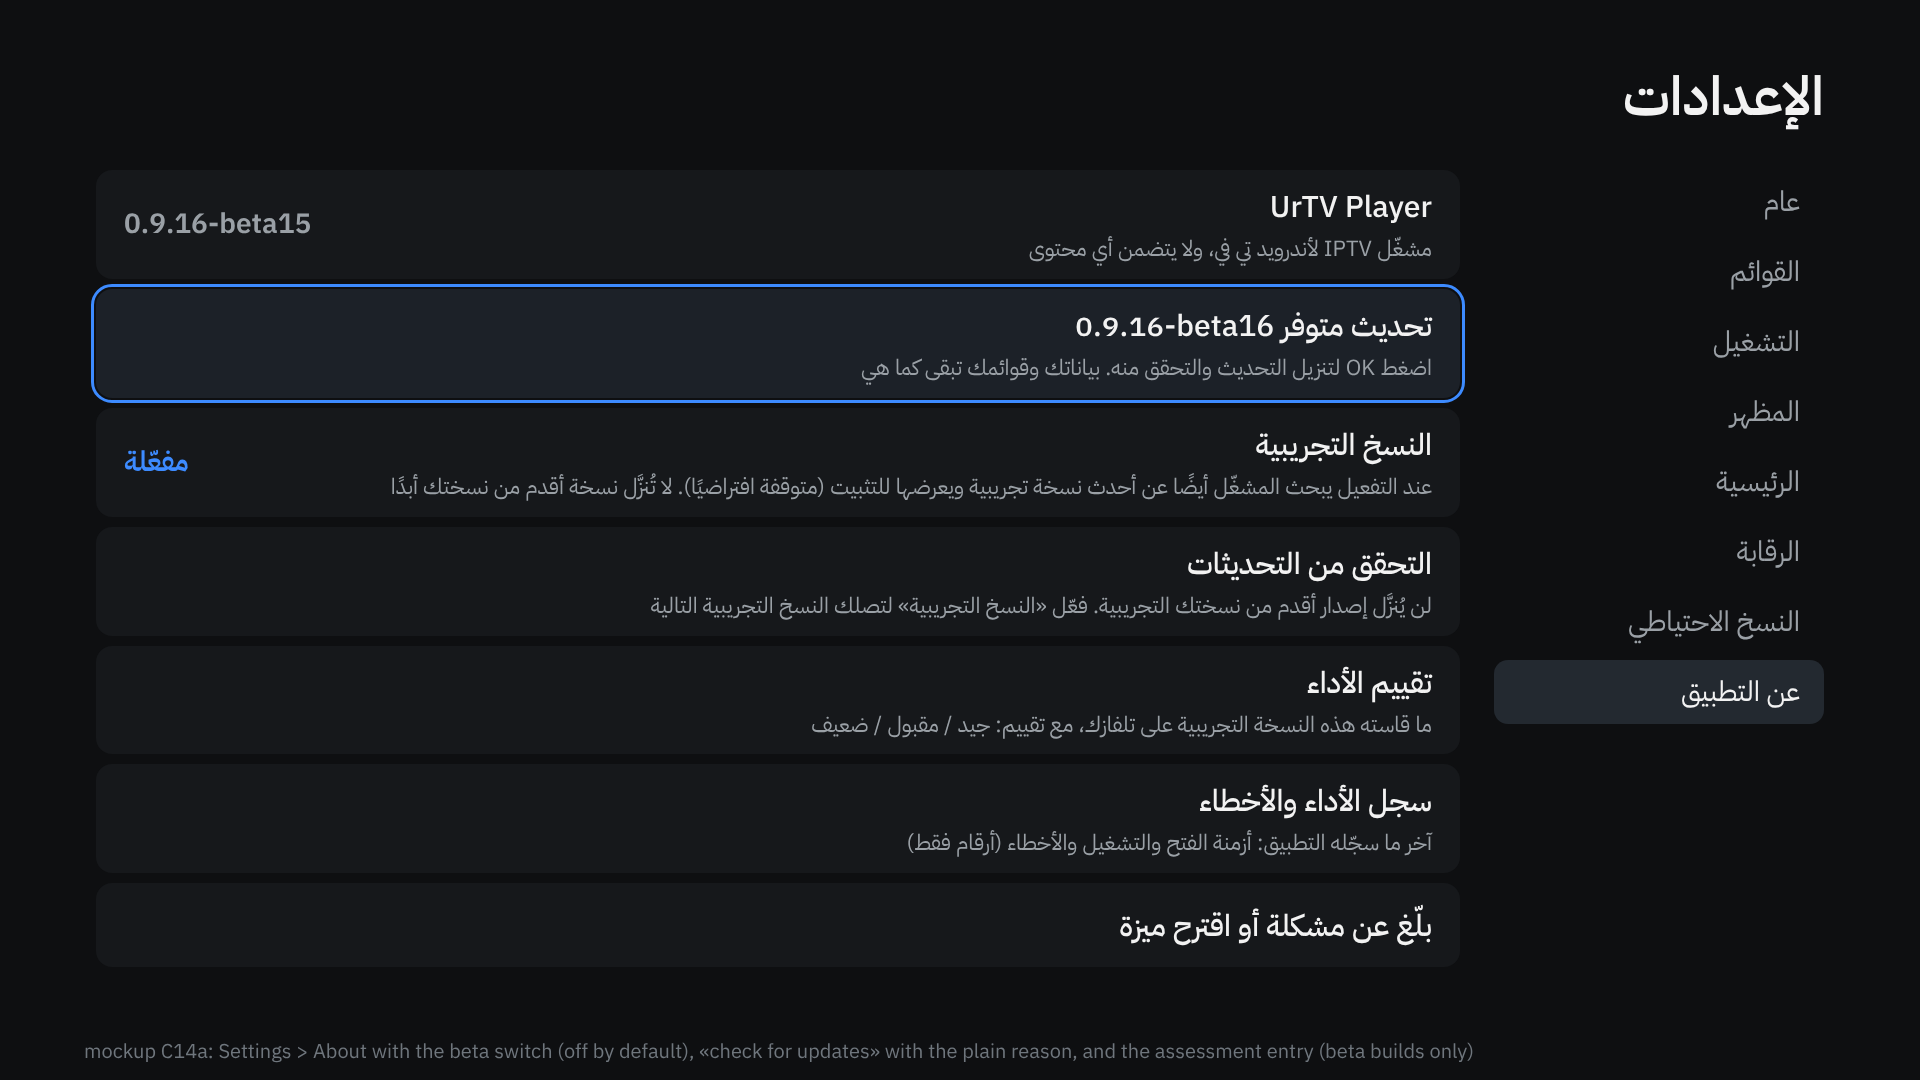 الإعدادات
عام
القوائم
التشغيل
المظهر
الرئيسية
الرقابة
النسخ الاحتياطي
عن التطبيق
UrTV Player
مشغّل IPTV لأندرويد تي في، ولا يتضمن أي محتوى
0.9.16-beta15
تحديث متوفر 0.9.16-beta16
اضغط OK لتنزيل التحديث والتحقق منه. بياناتك وقوائمك تبقى كما هي
النسخ التجريبية
عند التفعيل يبحث المشغّل أيضًا عن أحدث نسخة تجريبية ويعرضها للتثبيت (متوقفة افتراضيًا). لا تُنزَّل نسخة أقدم من نسختك أبدًا
مفعّلة
التحقق من التحديثات
لن يُنزَّل إصدار أقدم من نسختك التجريبية. فعّل «النسخ التجريبية» لتصلك النسخ التجريبية التالية
تقييم الأداء
ما قاسته هذه النسخة التجريبية على تلفازك، مع تقييم: جيد / مقبول / ضعيف
سجل الأداء والأخطاء
آخر ما سجّله التطبيق: أزمنة الفتح والتشغيل والأخطاء (أرقام فقط)
بلّغ عن مشكلة أو اقترح ميزة
mockup C14a: Settings > About with the beta switch (off by default), «check for updates» with the plain reason, and the assessment entry (beta builds only)